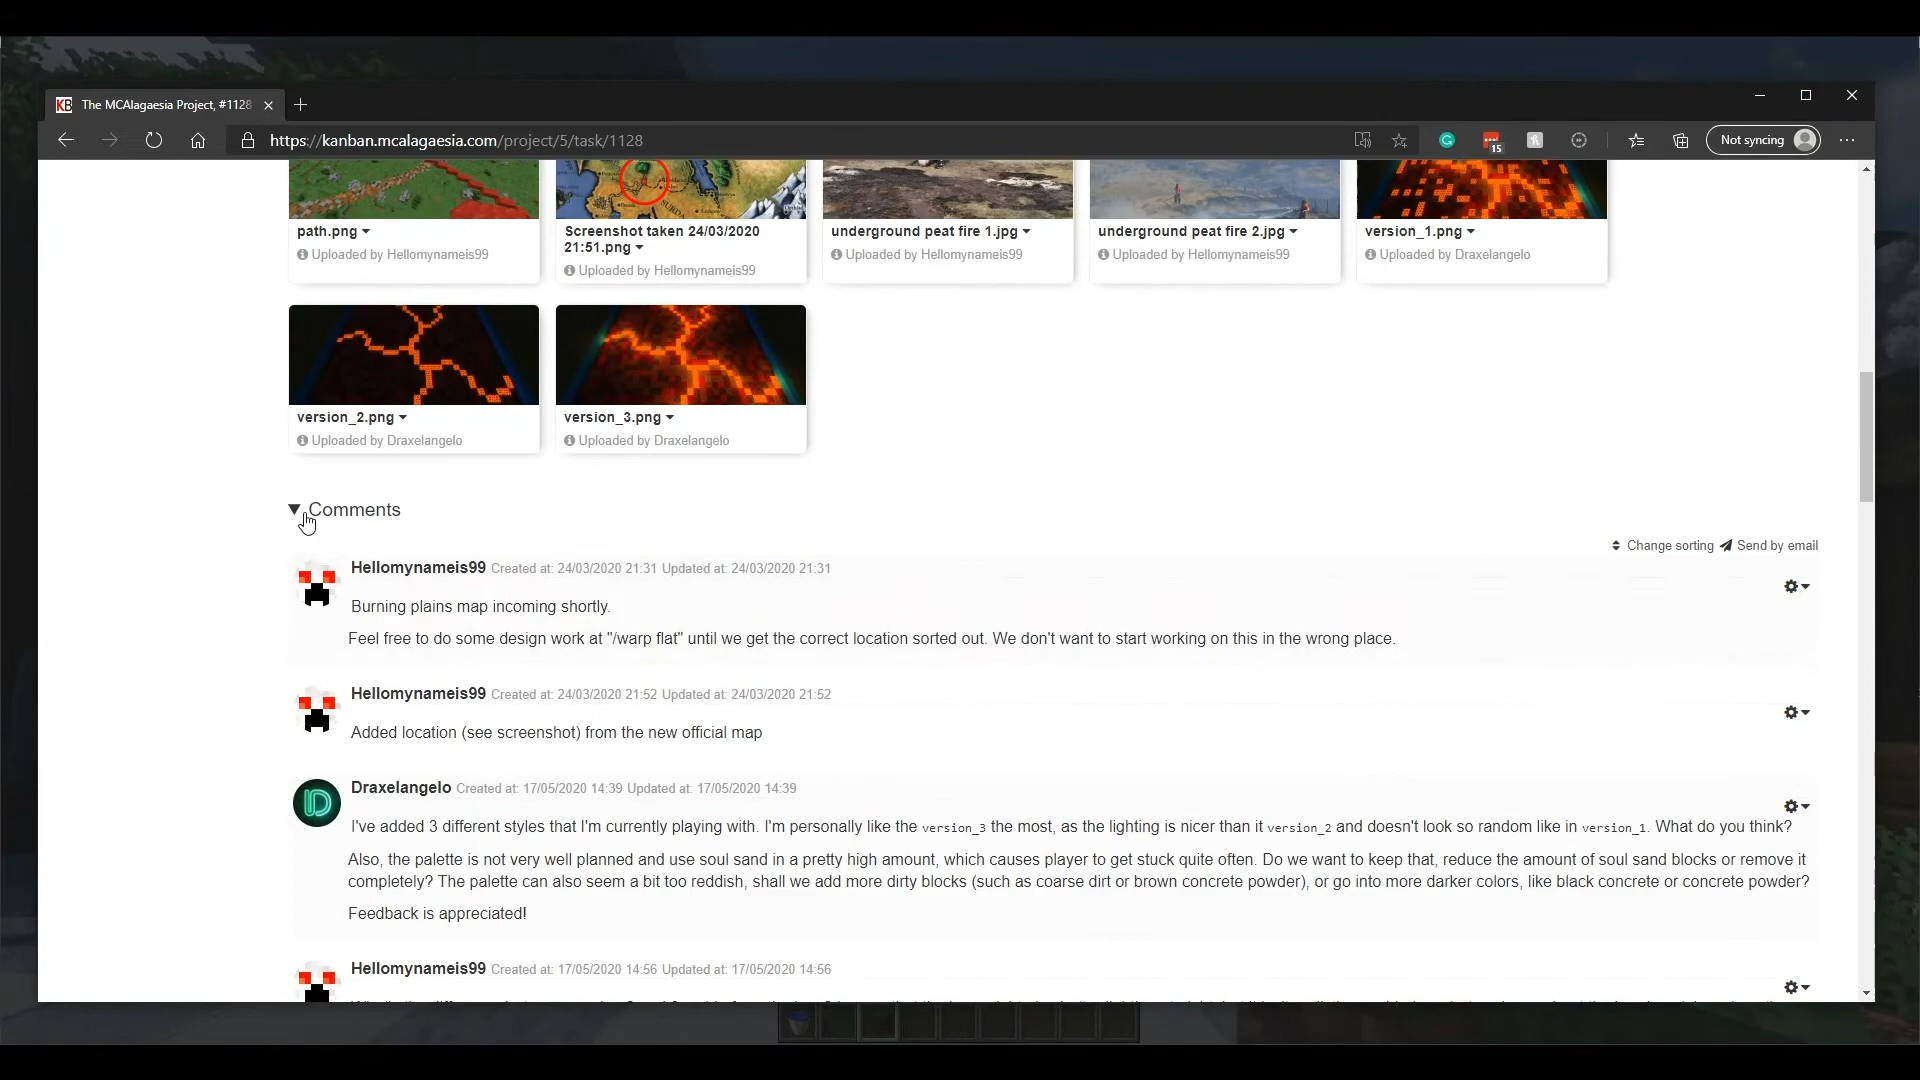 The MCAlagaesia Project, #1128
https://kanban.mcalagaesia.com/project/5/task/1128
15
Not syncing
path.png
Uploaded by Hellomynameis99
Screenshot taken 24/03/2020
21:51.png
Uploaded by Hellomynameis99
underground peat fire 1.jpg
Uploaded by Hellomynameis99
underground peat fire 2.jpg
Uploaded by Hellomynameis99
version_1.png
Uploaded by Draxelangelo
version_2.png
Uploaded by Draxelangelo
version_3.png
Uploaded by Draxelangelo
Comments
Change sorting Send by email
Hellomynameis99 Created at: 24/03/2020 21:31 Updated at: 24/03/2020 21:31
Burning plains map incoming shortly.
Feel free to do some design work at "/warp flat" until we get the correct location sorted out. We don't want to start working on this in the wrong place.
Hellomynameis99 Created at: 24/03/2020 21:52 Updated at: 24/03/2020 21:52
Added location (see screenshot) from the new official map
Draxelangelo Created at: 17/05/2020 14:39 Updated at: 17/05/2020 14:39
I've added 3 different styles that I'm currently playing with. I'm personally like the version_3 the most, as the lighting is nicer than it version_2 and doesn't look so random like in version_1. What do you think?
Also, the palette is not very well planned and use soul sand in a pretty high amount, which causes player to get stuck quite often. Do we want to keep that, reduce the amount of soul sand blocks or remove it
completely? The palette can also seem a bit too reddish, shall we add more dirty blocks (such as coarse dirt or brown concrete powder), or go into more darker colors, like black concrete or concrete powder?
Feedback is appreciated!
Hellomynameis99 Created at: 17/05/2020 14:56 Updated at: 17/05/2020 14:56